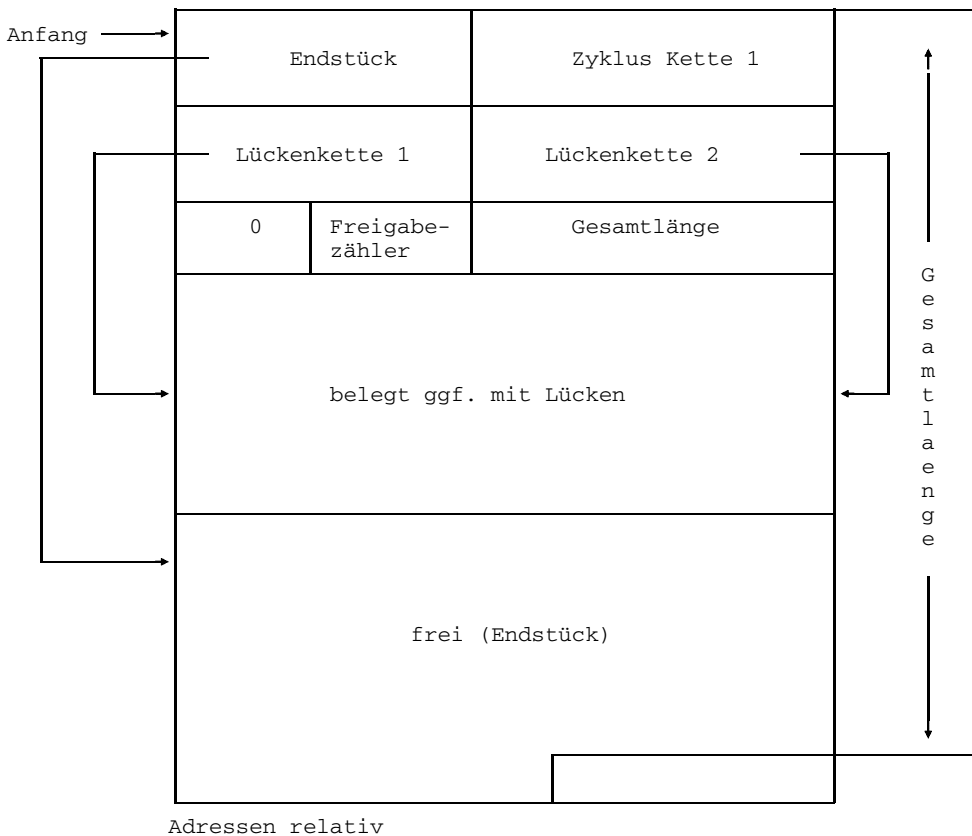 Anfang
Endstück
Zyklus Kette 1
Lückenkette 1
Lückenkette 2
0
Freigabe-
zähler
Gesamtlänge
belegt ggf. mit Lücken
frei (Endstück)
Gesamtlaenge
Adressen relativ